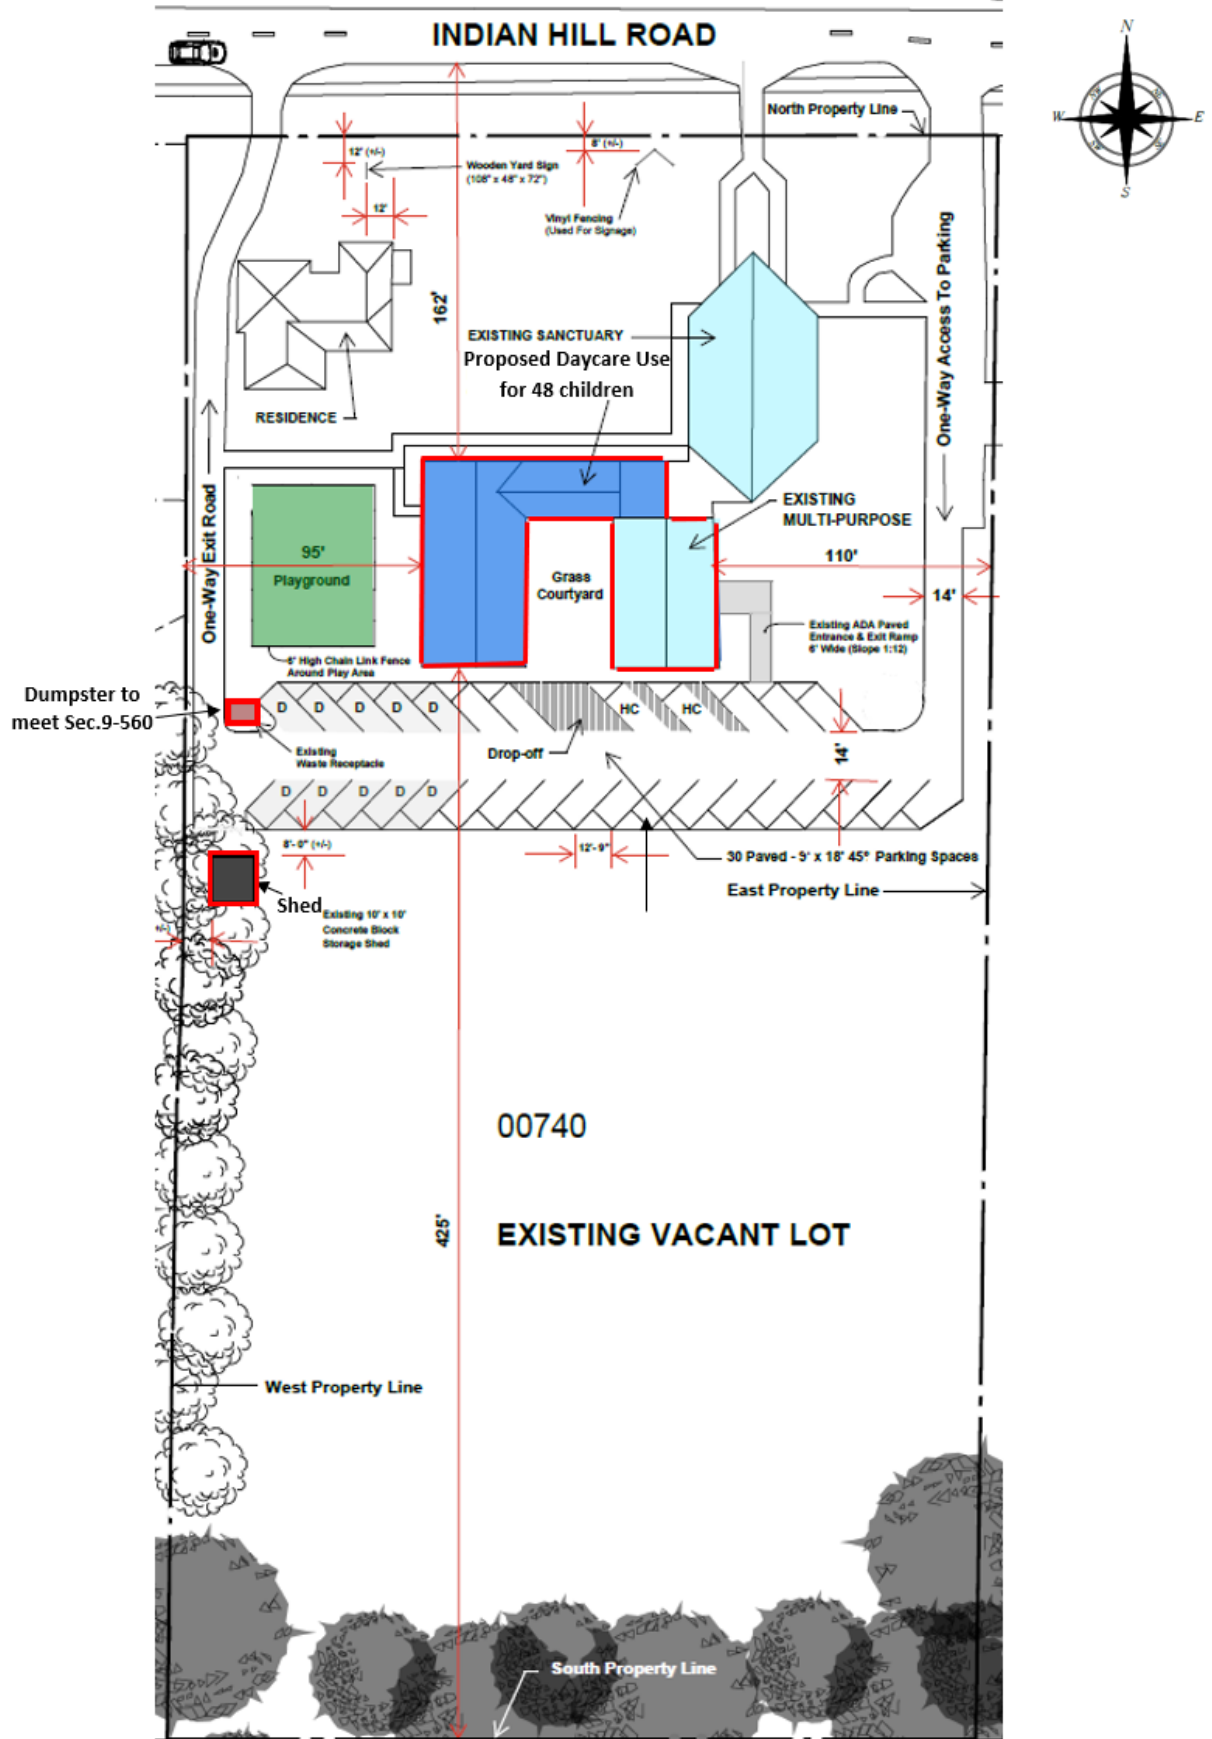 INDIAN HILL ROAD
N
NW
NE
W
E
S
North Property Line
12' (+/-)
8' (+/-)
Wooden Yard Sign
(108" x 48" x 72")
12'
Vinyl Fencing
(Used For Signage)
One-Way Access To Parking
162'
EXISTING SANCTUARY
Proposed Daycare Use
for 48 children
RESIDENCE
EXISTING
MULTI-PURPOSE
One-Way Exit Road
95'
Playground
Grass
Courtyard
110'
14'
Existing ADA Paved
Entrance & Exit Ramp
6' Wide (Slope 1:12)
6' High Chain Link Fence
Around Play Area
Dumpster to
meet Sec.9-560
D D D D D
HC HC
Existing
Waste Receptacle
Drop-off
14'
D D D D D
8'- 0" (+/-)
12'- 9"
30 Paved - 9' x 18' 45° Parking Spaces
East Property Line
Shed
Existing 10' x 10'
Concrete Block
Storage Shed
00740
425'
EXISTING VACANT LOT
West Property Line
South Property Line